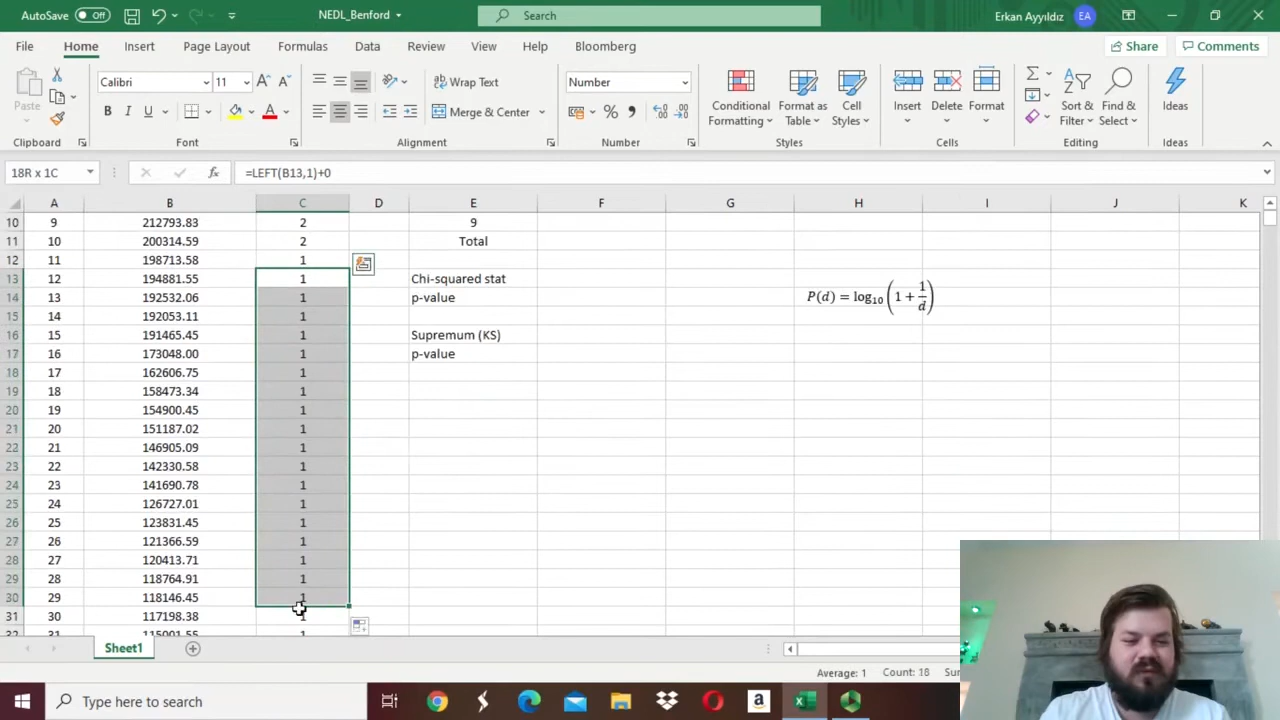 AutoSave Off NEDL_Benford Search Erkan Ayyıldız EA
File Home Insert Page Layout Formulas Data Review View Help Bloomberg Share Comments
Paste Calibri 11 A A Wrap Text Number Conditional Formatting Format as Table Cell Styles Insert Delete Format Sort & Filter Find & Select Ideas
B I U A Merge & Center % ,
Clipboard Font Alignment Number Styles Cells Editing Ideas
18R x 1C fx =LEFT(B13,1)+0
A B C D E F G H I J K
10 9 212793.83 2 9
11 10 200314.59 2 Total
12 11 198713.58 1
13 12 194881.55 1 Chi-squared stat
14 13 192532.06 1 p-value P(d) = log10(1 + 1/d)
15 14 192053.11 1
16 15 191465.45 1 Supremum (KS)
17 16 173048.00 1 p-value
18 17 162606.75 1
19 18 158473.34 1
20 19 154900.45 1
21 20 151187.02 1
22 21 146905.09 1
23 22 142330.58 1
24 23 141690.78 1
25 24 126727.01 1
26 25 123831.45 1
27 26 121366.59 1
28 27 120413.71 1
29 28 118764.91 1
30 29 118146.45 1
31 30 117198.38 1
32 31 115001.55 1
Sheet1
Average: 1 Count: 18
Type here to search